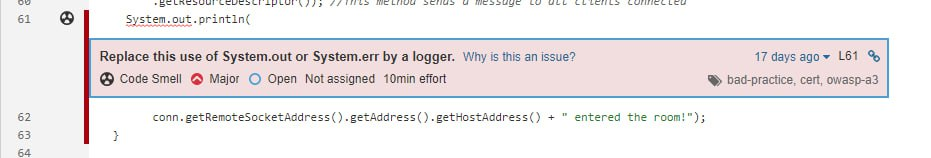 60 .getResourceDescriptor()); //This method sends a message to all clients connected
61 System.out.println(
Replace this use of System.out or System.err by a logger. Why is this an issue? 17 days ago L61
Code Smell Major Open Not assigned 10min effort bad-practice, cert, owasp-a3
62 conn.getRemoteSocketAddress().getAddress().getHostAddress() + " entered the room!");
63 }
64